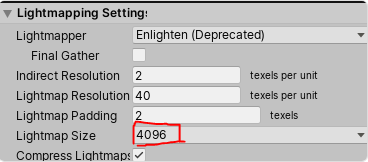 Lightmapping Settings
Lightmapper Enlighten (Deprecated)
Final Gather
Indirect Resolution 2 texels per unit
Lightmap Resolution 40 texels per unit
Lightmap Padding 2 texels
Lightmap Size 4096
Compress Lightmaps